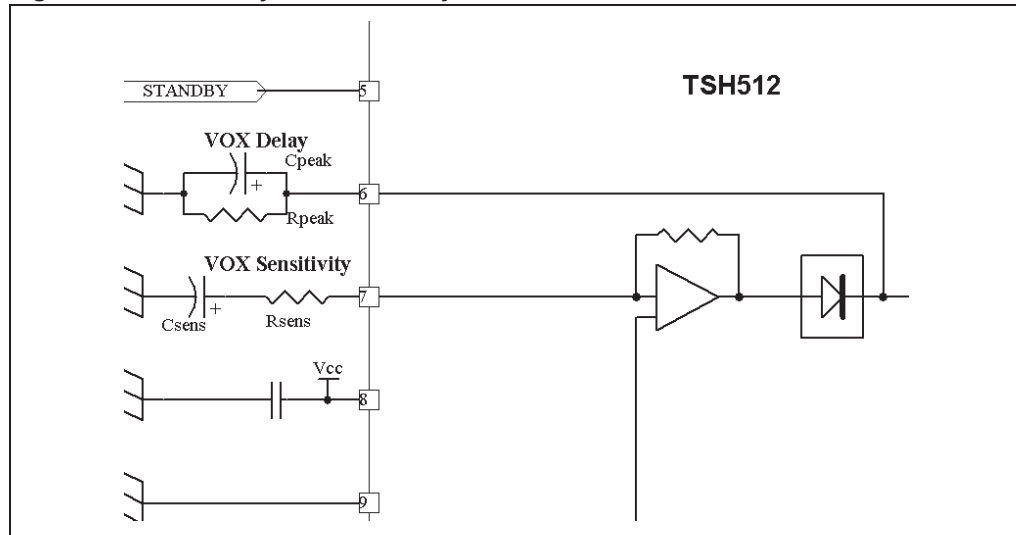 TSH512
STANDBY
5
VOX Delay
Cpeak
+
6
Rpeak
VOX Sensitivity
7
+
Csens
Rsens
Vcc
8
9